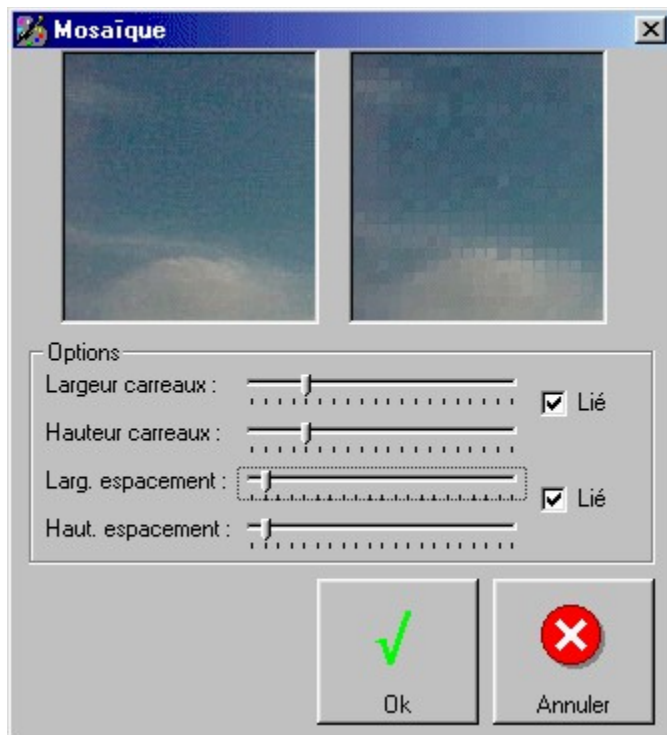 Mosaïque
Options
Largeur carreaux :
Lié
Hauteur carreaux :
Larg. espacement :
Lié
Haut. espacement :
Ok
Annuler